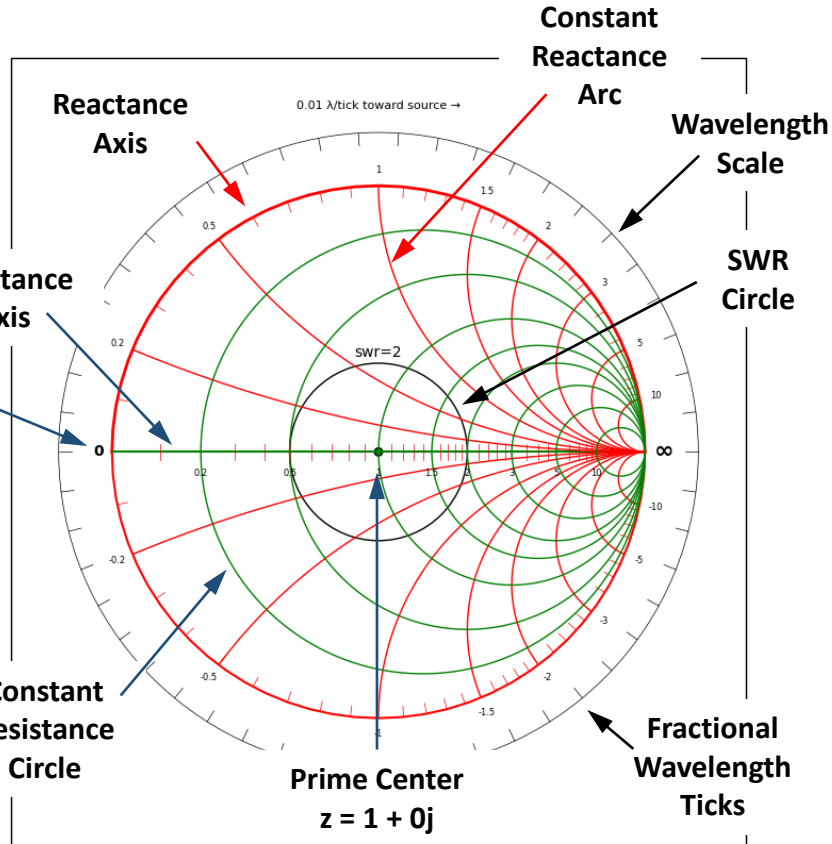 Constant
Reactance
Arc
Reactance
Axis
0.01 λ/tick toward source →
Wavelength
Scale
1
1.5
0.5
2
3
SWR
Circle
tance
xis
0.2
5
swr=2
10
0
∞
0.2
0.5
1
1.5
2
3
5
10
-10
-0.2
-5
-3
-0.5
-2
-1.5
-1
onstant
esistance
Circle
Fractional
Wavelength
Ticks
Prime Center
z = 1 + 0j